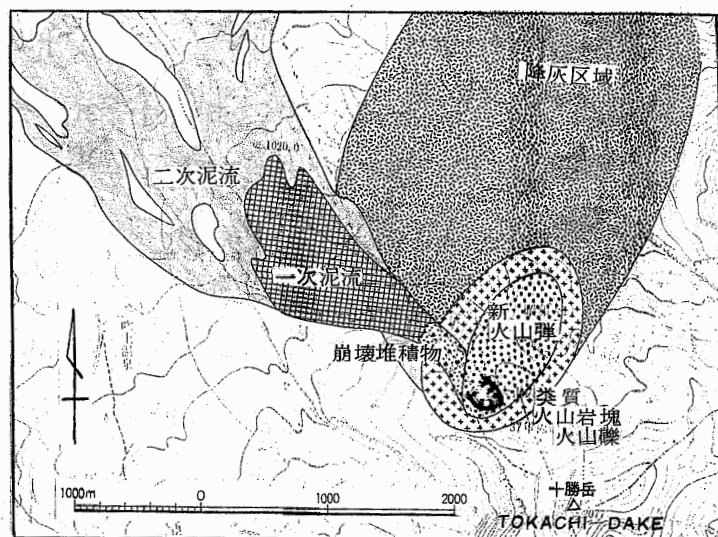 降灰区域
1020.0
二次泥流
一次泥流
新
火山弾
崩壊堆積物
类質
火山岩塊
火山礫
1000m 0 1000 2000
十勝岳
2077
TOKACHI-DAKE